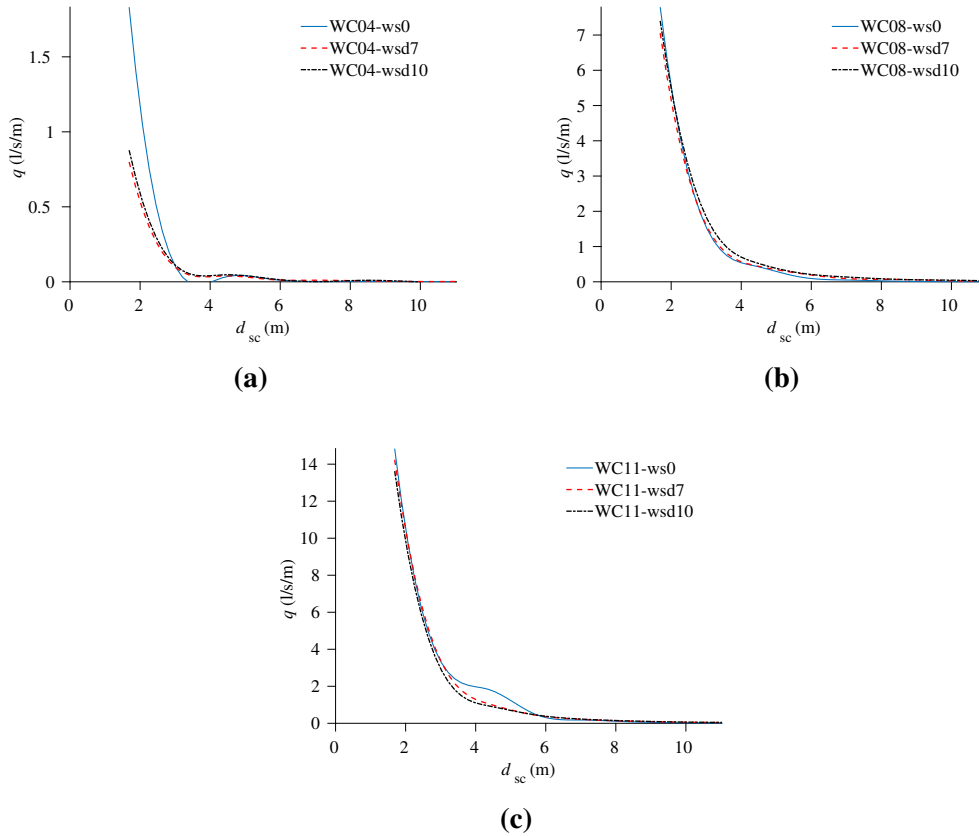 WC04-ws0
WC04-wsd7
WC04-wsd10
1.5
1
0.5
0
q (l/s/m)
0 2 4 6 8 10
d sc (m)
(a)
WC08-ws0
WC08-wsd7
WC08-wsd10
7
6
5
4
3
2
1
0
q (l/s/m)
0 2 4 6 8 10
d sc (m)
(b)
WC11-ws0
WC11-wsd7
WC11-wsd10
14
12
10
8
6
4
2
0
q (l/s/m)
0 2 4 6 8 10
d sc (m)
(c)